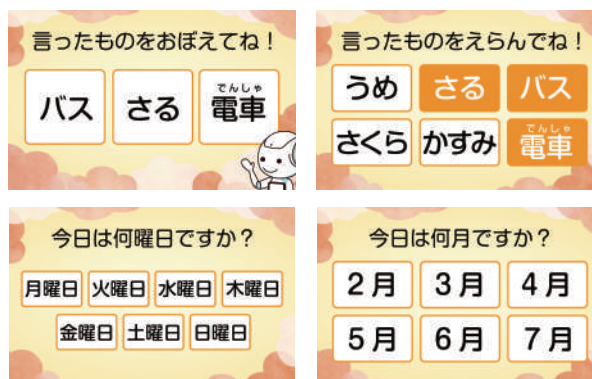 言ったものをおぼえてね！
バス さる 電車
でんしゃ
言ったものをえらんでね！
うめ さる バス
さくら かすみ 電車
でんしゃ
今日は何曜日ですか？
月曜日 火曜日 水曜日 木曜日
金曜日 土曜日 日曜日
今日は何月ですか？
2月 3月 4月
5月 6月 7月